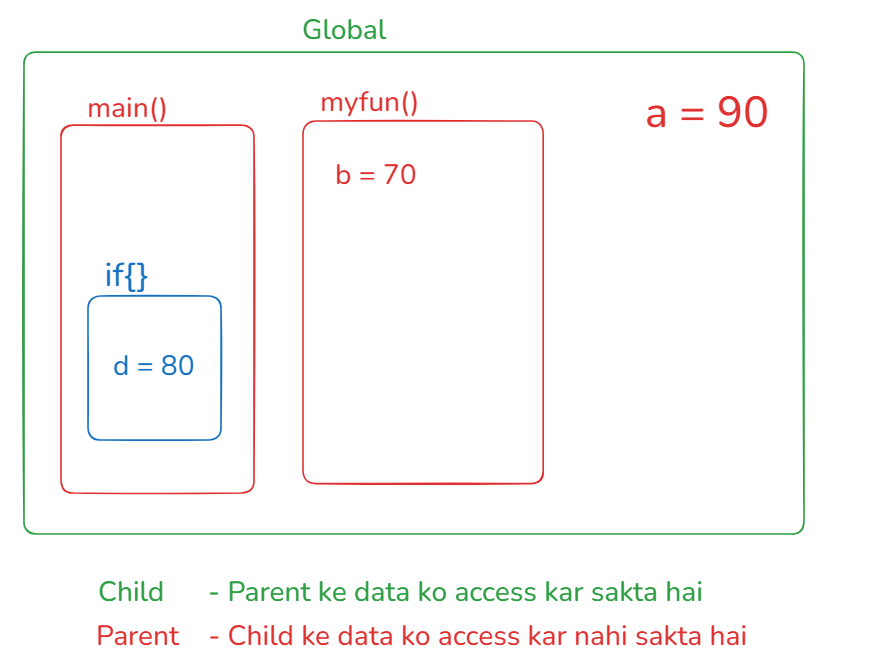 Global
main()
myfun()
a = 90
b = 70
if{}
d = 80
Child - Parent ke data ko access kar sakta hai
Parent - Child ke data ko access kar nahi sakta hai